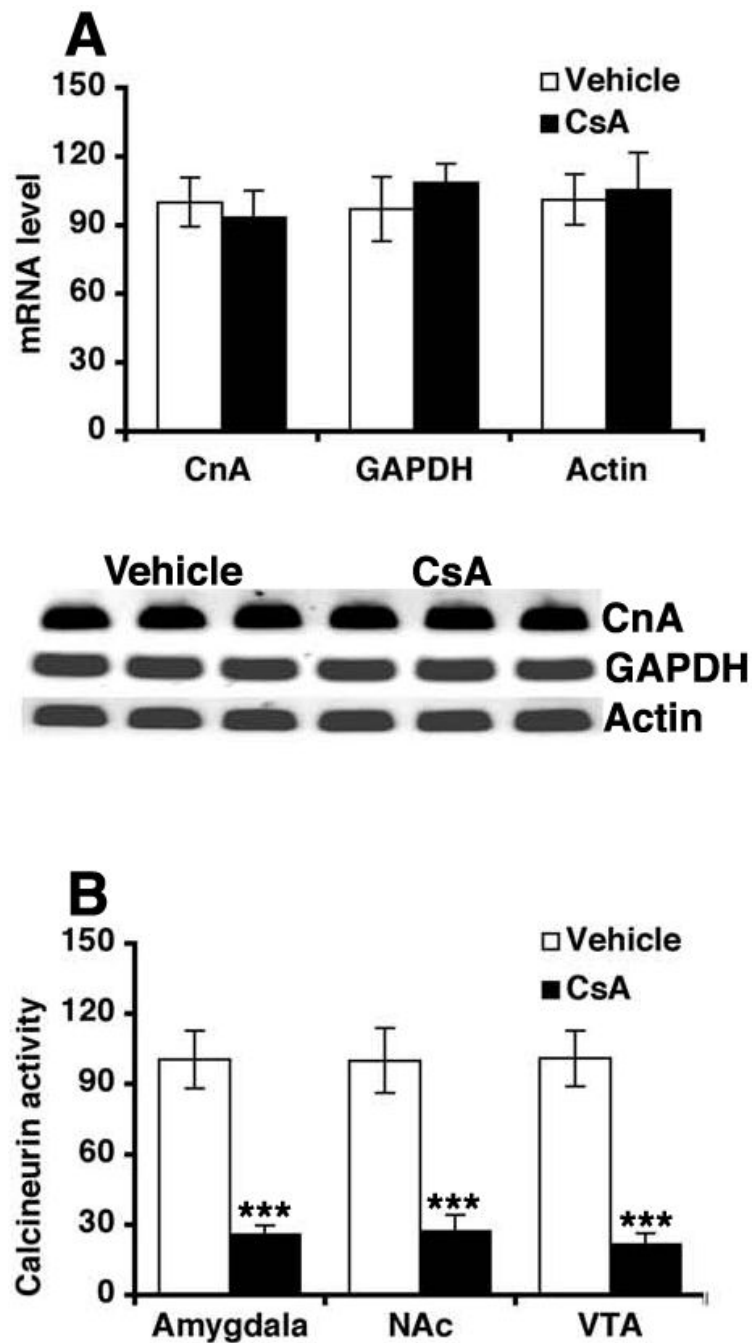 A
150
120
90
60
30
0
mRNA level
Vehicle
CsA
CnA GAPDH Actin
Vehicle CsA
CnA
GAPDH
Actin
B
150
120
90
60
30
0
Calcineurin activity
Vehicle
CsA
*** *** ***
Amygdala NAc VTA